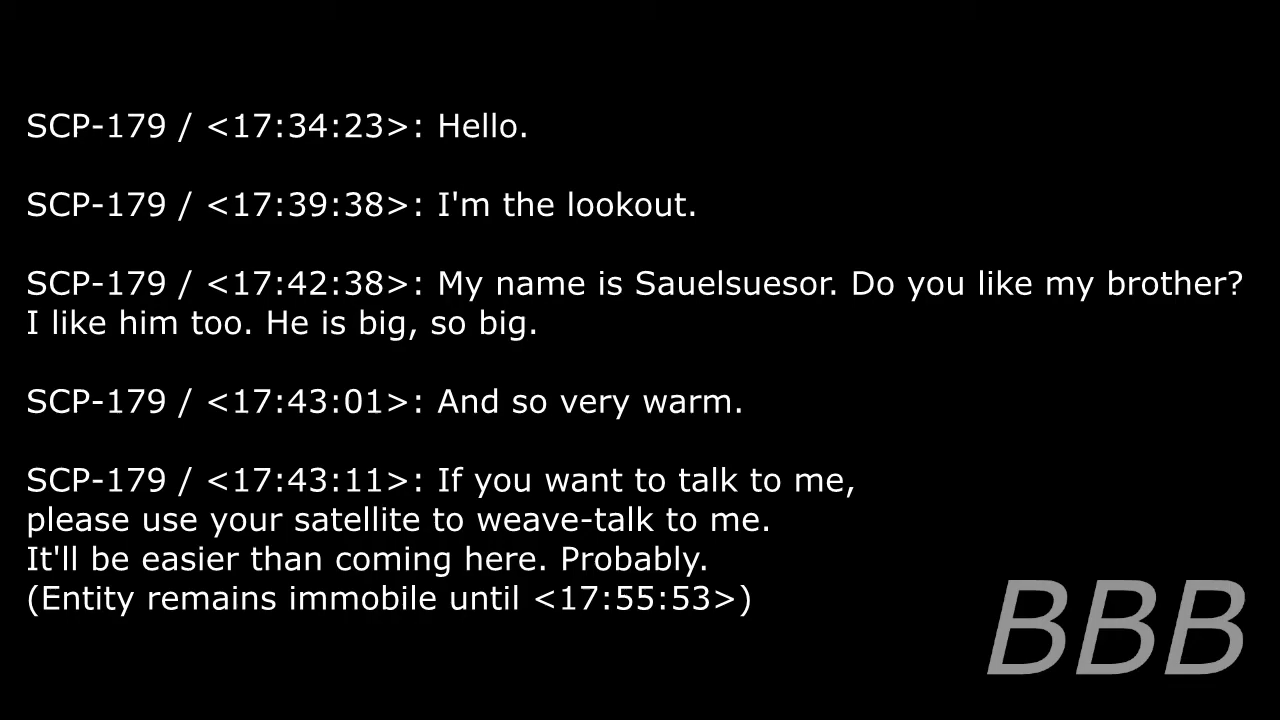 SCP-179 / <17:34:23>: Hello.
SCP-179 / <17:39:38>: I'm the lookout.
SCP-179 / <17:42:38>: My name is Sauelsuesor. Do you like my brother?
I like him too. He is big, so big.
SCP-179 / <17:43:01>: And so very warm.
SCP-179 / <17:43:11>: If you want to talk to me,
please use your satellite to weave-talk to me.
It'll be easier than coming here. Probably.
(Entity remains immobile until <17:55:53>)
BBB